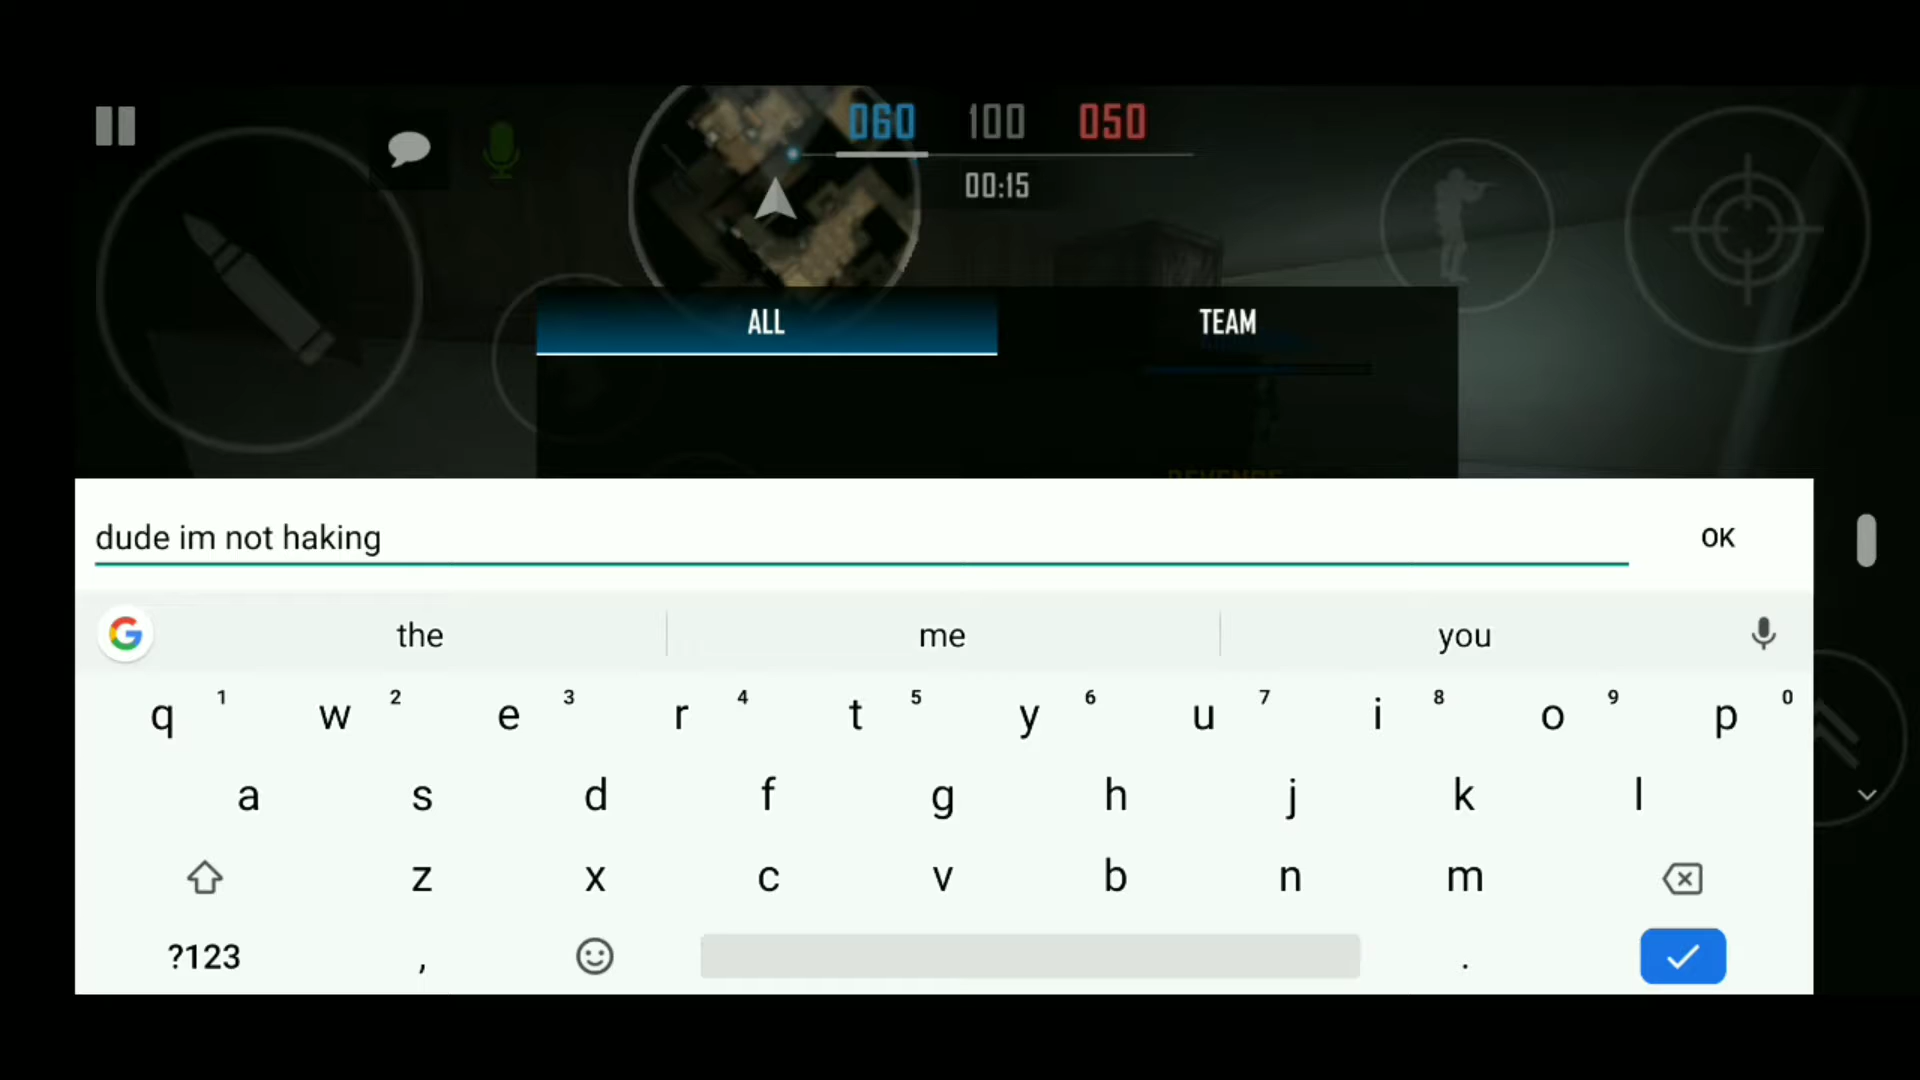 060 100 050
00:15
ALL TEAM
REVENGE
dude im not haking OK
the me you
q 1 w 2 e 3 r 4 t 5 y 6 u 7 i 8 o 9 p 0
a s d f g h j k l
z x c v b n m
?123 , .